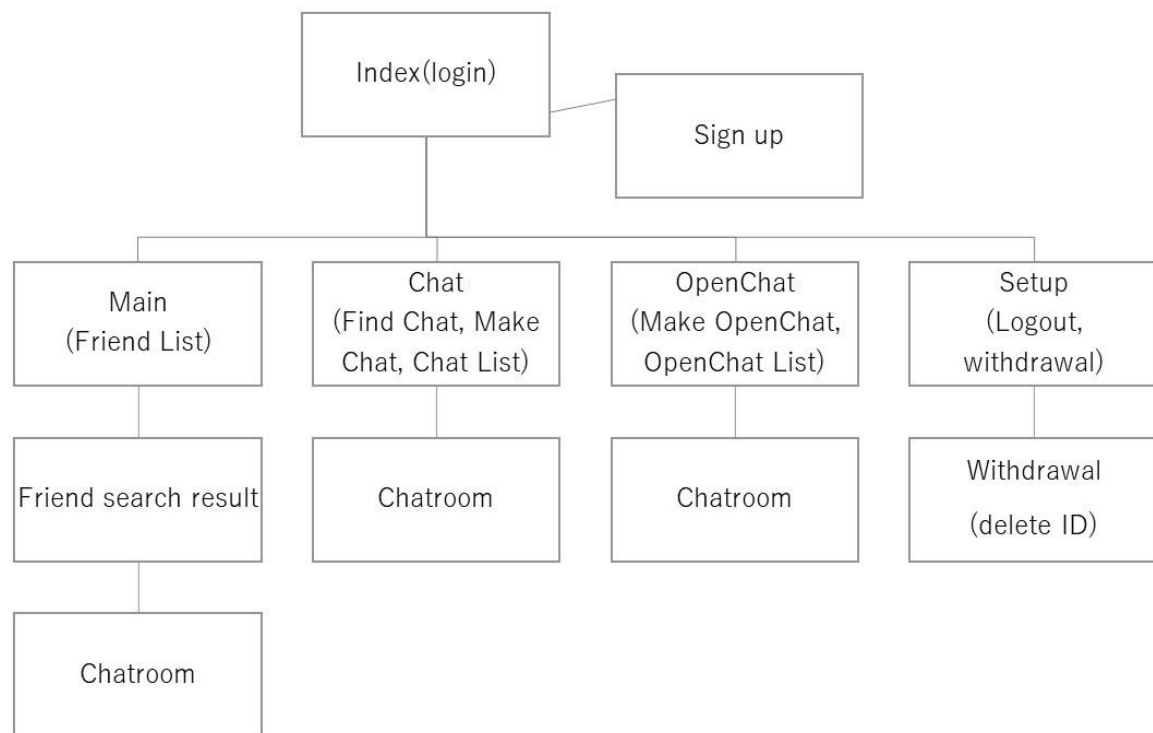 Index(login)
Sign up
Main
(Friend List)
Chat
(Find Chat, Make
Chat, Chat List)
OpenChat
(Make OpenChat,
OpenChat List)
Setup
(Logout,
withdrawal)
Friend search result
Chatroom
Chatroom
Withdrawal
(delete ID)
Chatroom